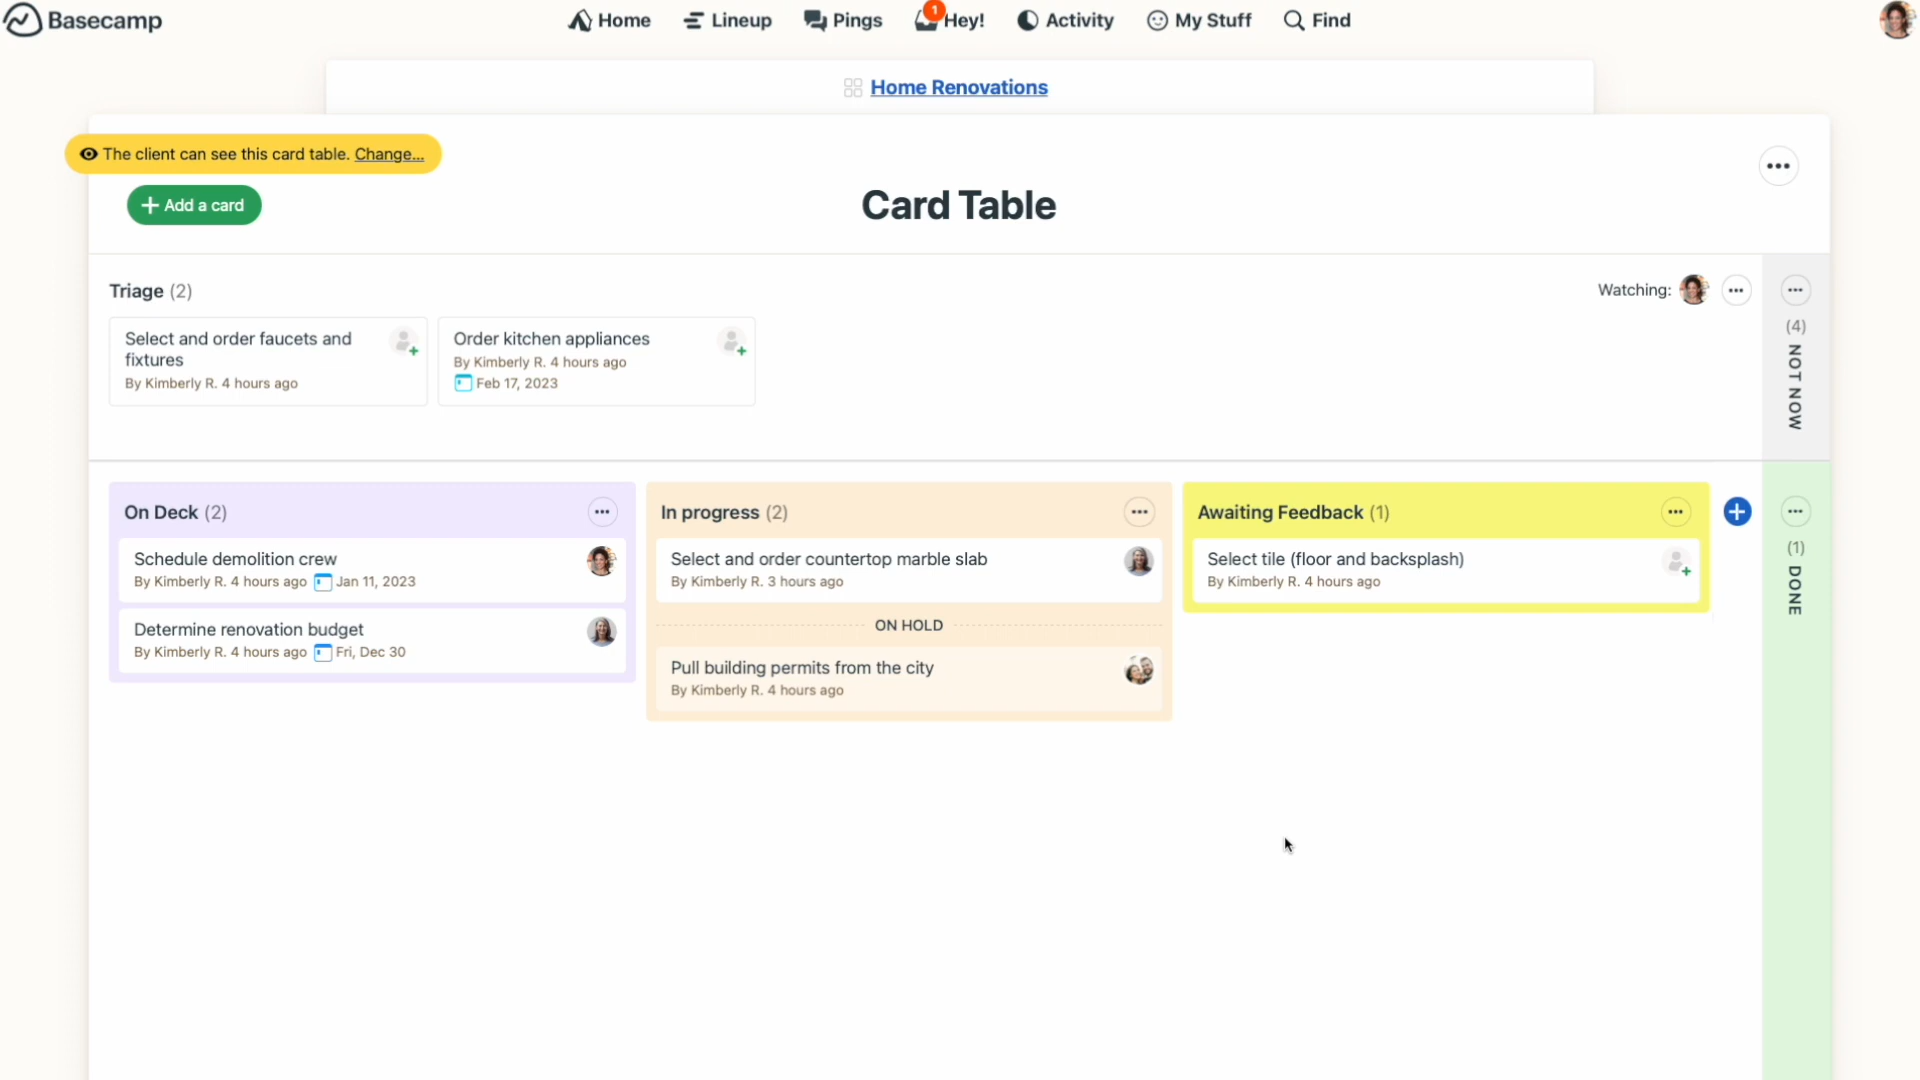 Basecamp
Home
Lineup
Pings
1
Hey!
Activity
My Stuff
Find
Home Renovations
The client can see this card table. Change...
+ Add a card
Card Table
Triage (2)
Watching:
Select and order faucets and
fixtures
By Kimberly R. 4 hours ago
Order kitchen appliances
By Kimberly R. 4 hours ago
Feb 17, 2023
(4) NOT NOW
On Deck (2)
Schedule demolition crew
By Kimberly R. 4 hours ago Jan 11, 2023
Determine renovation budget
By Kimberly R. 4 hours ago Fri, Dec 30
In progress (2)
Select and order countertop marble slab
By Kimberly R. 3 hours ago
ON HOLD
Pull building permits from the city
By Kimberly R. 4 hours ago
Awaiting Feedback (1)
Select tile (floor and backsplash)
By Kimberly R. 4 hours ago
(1) DONE